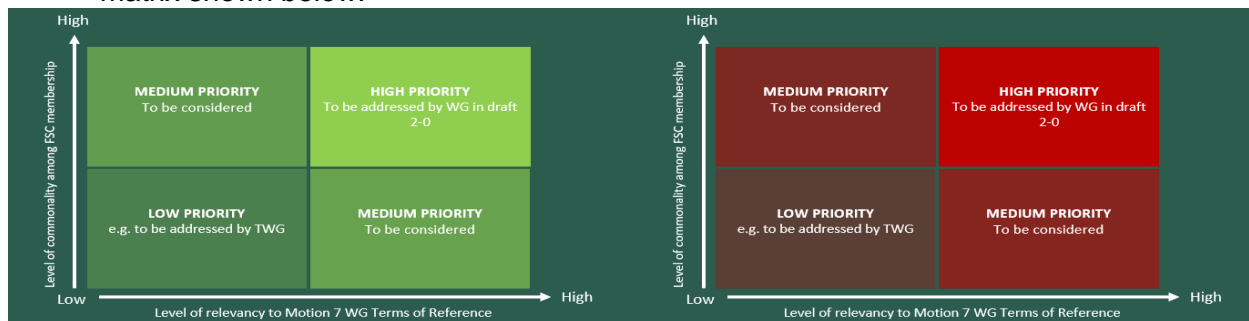 matrix shown below.
High
Level of commonality among FSC membership
MEDIUM PRIORITY
To be considered
HIGH PRIORITY
To be addressed by WG in draft
2-0
LOW PRIORITY
e.g. to be addressed by TWG
MEDIUM PRIORITY
To be considered
Low
High
Level of relevancy to Motion 7 WG Terms of Reference
High
Level of commonality among FSC membership
MEDIUM PRIORITY
To be considered
HIGH PRIORITY
To be addressed by WG in draft
2-0
LOW PRIORITY
e.g. to be addressed by TWG
MEDIUM PRIORITY
To be considered
Low
High
Level of relevancy to Motion 7 WG Terms of Reference